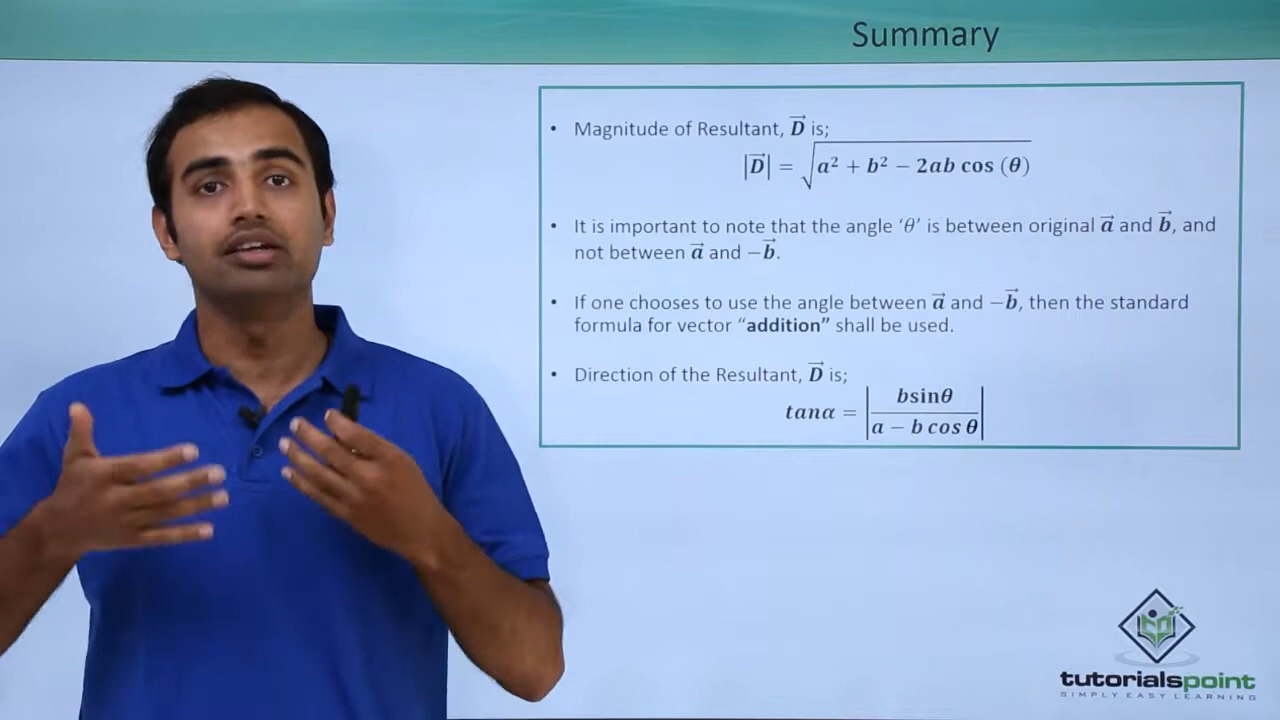 Summary
• Magnitude of Resultant, D⃗ is;
|D⃗| = √(a² + b² − 2ab cos (θ))
• It is important to note that the angle ‘θ’ is between original a⃗ and b⃗, and
not between a⃗ and −b⃗.
• If one chooses to use the angle between a⃗ and −b⃗, then the standard
formula for vector “addition” shall be used.
• Direction of the Resultant, D⃗ is;
tanα = |bsinθ / (a − b cos θ)|
tutorialspoint
SIMPLY EASY LEARNING